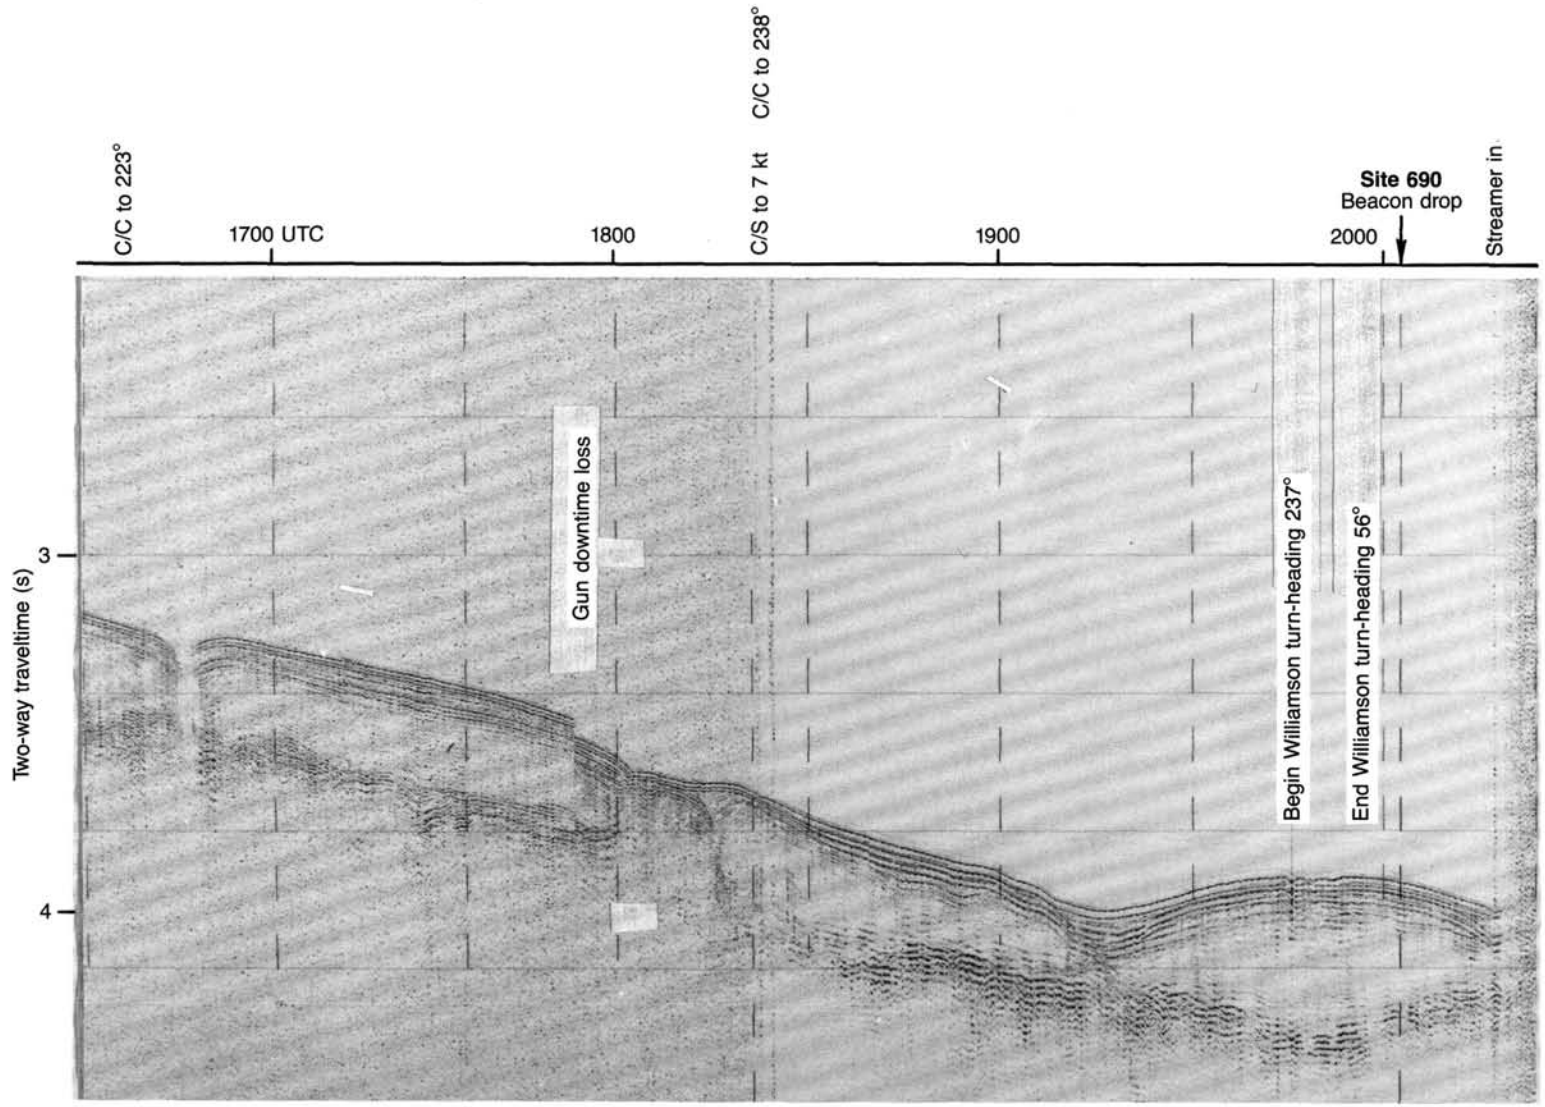 C/C to 223°
C/S to 7 kt C/C to 238°
Site 690
Beacon drop
Streamer in
1700 UTC
1800
1900
2000
Gun downtime loss
Begin Williamson turn-heading 237°
End Williamson turn-heading 56°
Two-way traveltime (s)
3
4